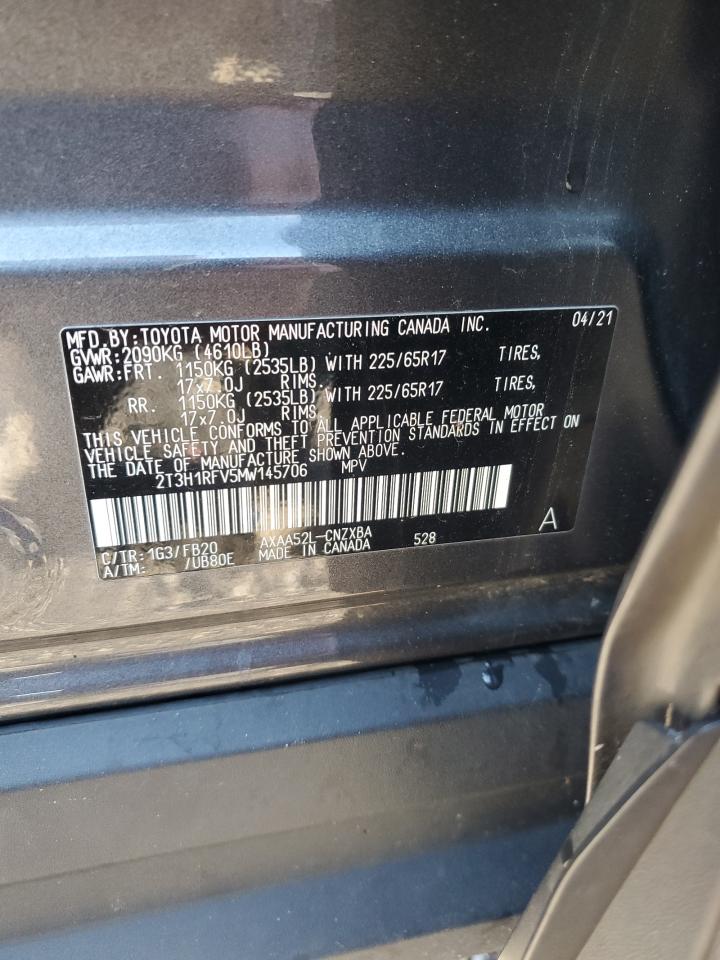 MFD.BY:TOYOTA MOTOR MANUFACTURING CANADA INC. 04/21
GVWR:2090KG (4610LB)
GAWR:FRT. 1150KG (2535LB) WITH 225/65R17 TIRES,
17x7.0J RIMS.
RR. 1150KG (2535LB) WITH 225/65R17 TIRES,
17x7.0J RIMS.
THIS VEHICLE CONFORMS TO ALL APPLICABLE FEDERAL MOTOR
VEHICLE SAFETY AND THEFT PREVENTION STANDARDS IN EFFECT ON
THE DATE OF MANUFACTURE SHOWN ABOVE.
2T3H1RFV5MW145706 MPV
C/TR:1G3/FB20 AXAA52L-CNZXBA 528 A
A/TM: /UB80E MADE IN CANADA